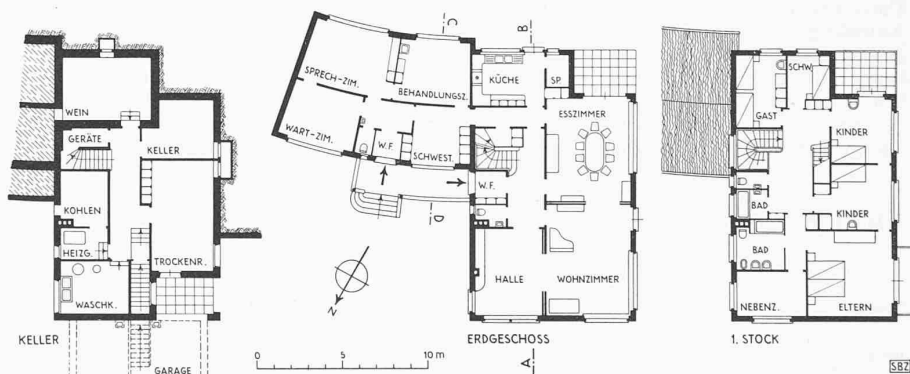 WEIN
GERÄTE
KELLER
KOHLEN
HEIZG.
TROCKENR.
WASCHK.
KELLER
GARAGE
C
B
SPRECH-ZIM.
BEHANDLUNGSZ.
KÜCHE
SP.
WART-ZIM.
W.F.
SCHWEST.
ESSZIMMER
W.F.
D
N
HALLE
WOHNZIMMER
ERDGESCHOSS
A
0 5 10 m
SCHW.
GAST
KINDER
BAD
KINDER
BAD
NEBENZ.
ELTERN
1. STOCK
SBZ